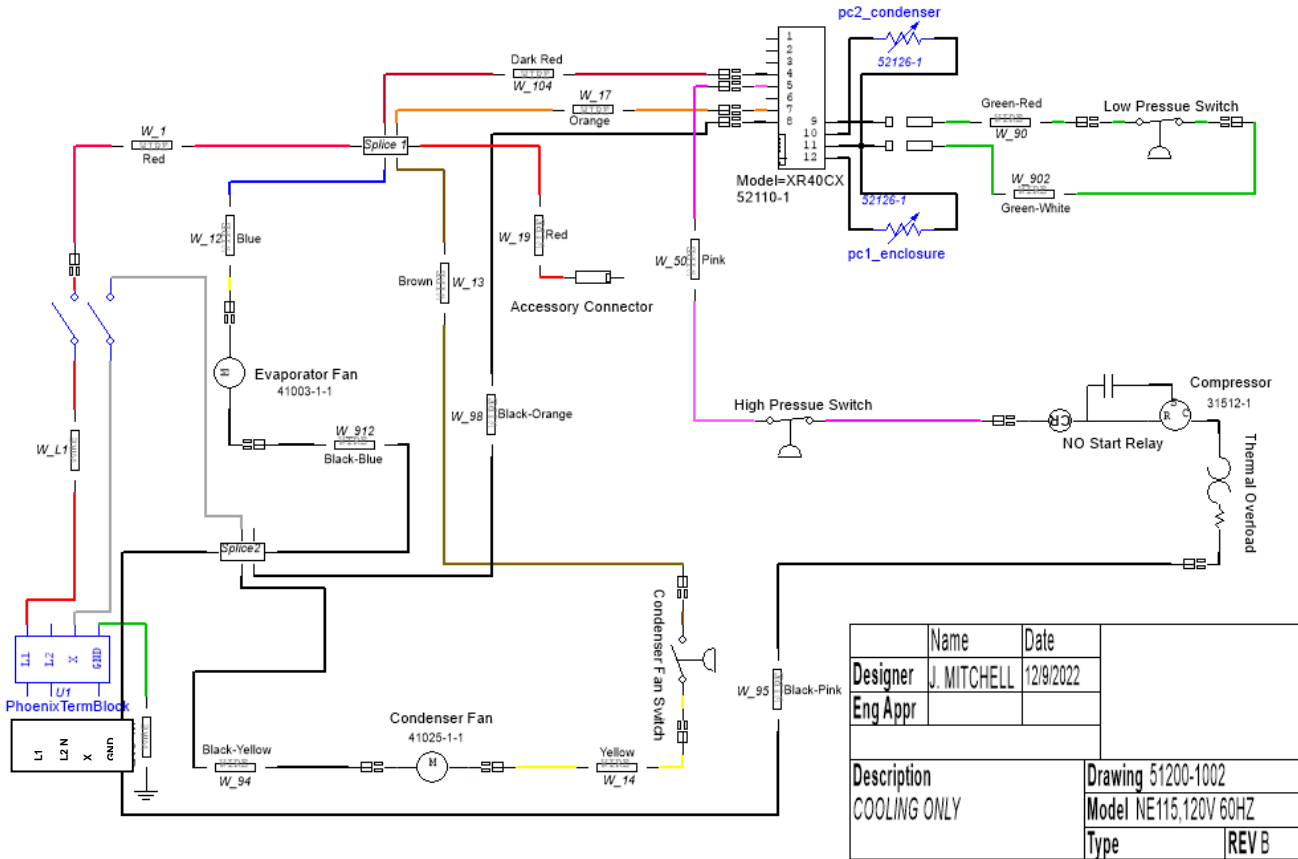 pc2_condenser
52126-1
1
2
3
4
5
6
7
8
9
10
11
12
Dark Red
W_104
W_17
Orange
W_1
Red
Splice 1
Green-Red
W_90
Low Pressue Switch
W_902
Green-White
Model=XR40CX
52110-1
52126-1
pc1_enclosure
W_12
Blue
W_19
Red
Brown
W_13
W_50
Pink
Accessory Connector
Evaporator Fan
41003-1-1
W_98
Black-Orange
High Pressue Switch
CR
NO Start Relay
R
S
C
Compressor
31512-1
Thermal Overload
W_L1
W_912
WIRE
Black-Blue
Splice2
L1
L2
X
GND
U1
PhoenixTermBlock
L1
L2 N
X
GND
Condenser Fan Switch
W_95
Black-Pink
Condenser Fan
41025-1-1
M
Black-Yellow
WIRE
W_94
Yellow
WIRE
W_14
Name
Date
Designer
J. MITCHELL
12/9/2022
Eng Appr
Description
COOLING ONLY
Drawing 51200-1002
Model NE115,120V 60HZ
Type
REV B